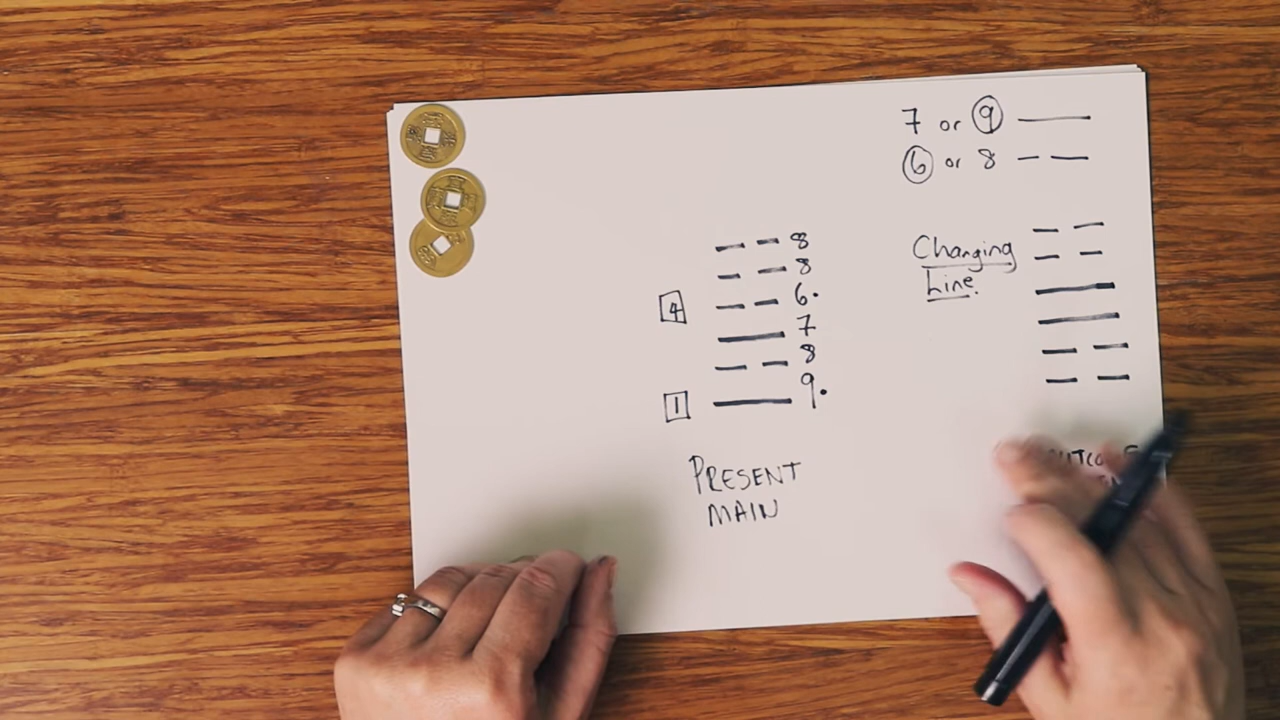 7 or 9
6 or 8
8
8
Changing
Line.
4
6.
7
8
1
9.
PRESENT
MAIN